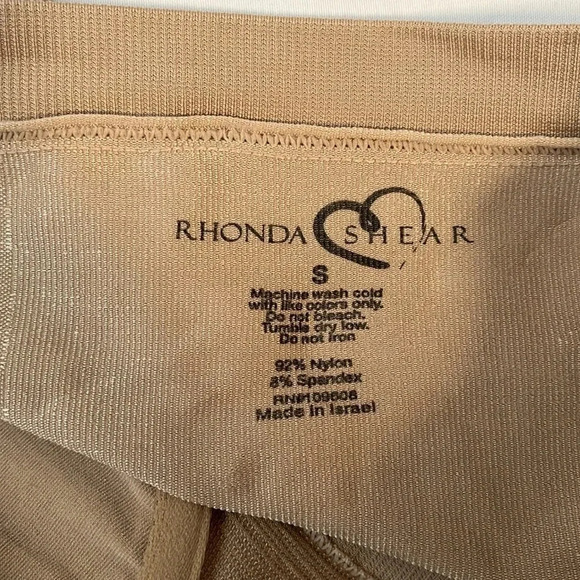 RHONDA SHEAR
S
Machine wash cold
with like colors only.
Do not bleach.
Tumble dry low.
Do not iron
92% Nylon
8% Spandex
RN#109608
Made in Israel